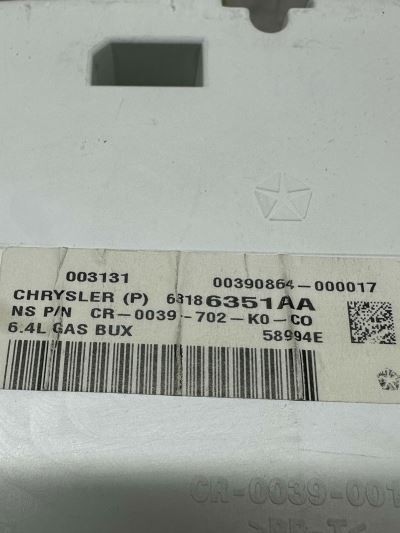 003131 00390864-000017
CHRYSLER (P) 68186351AA
NS P/N CR-0039-702-K0-C0
6.4L GAS BUX 58994E
CR-0039-001
>PP-T<